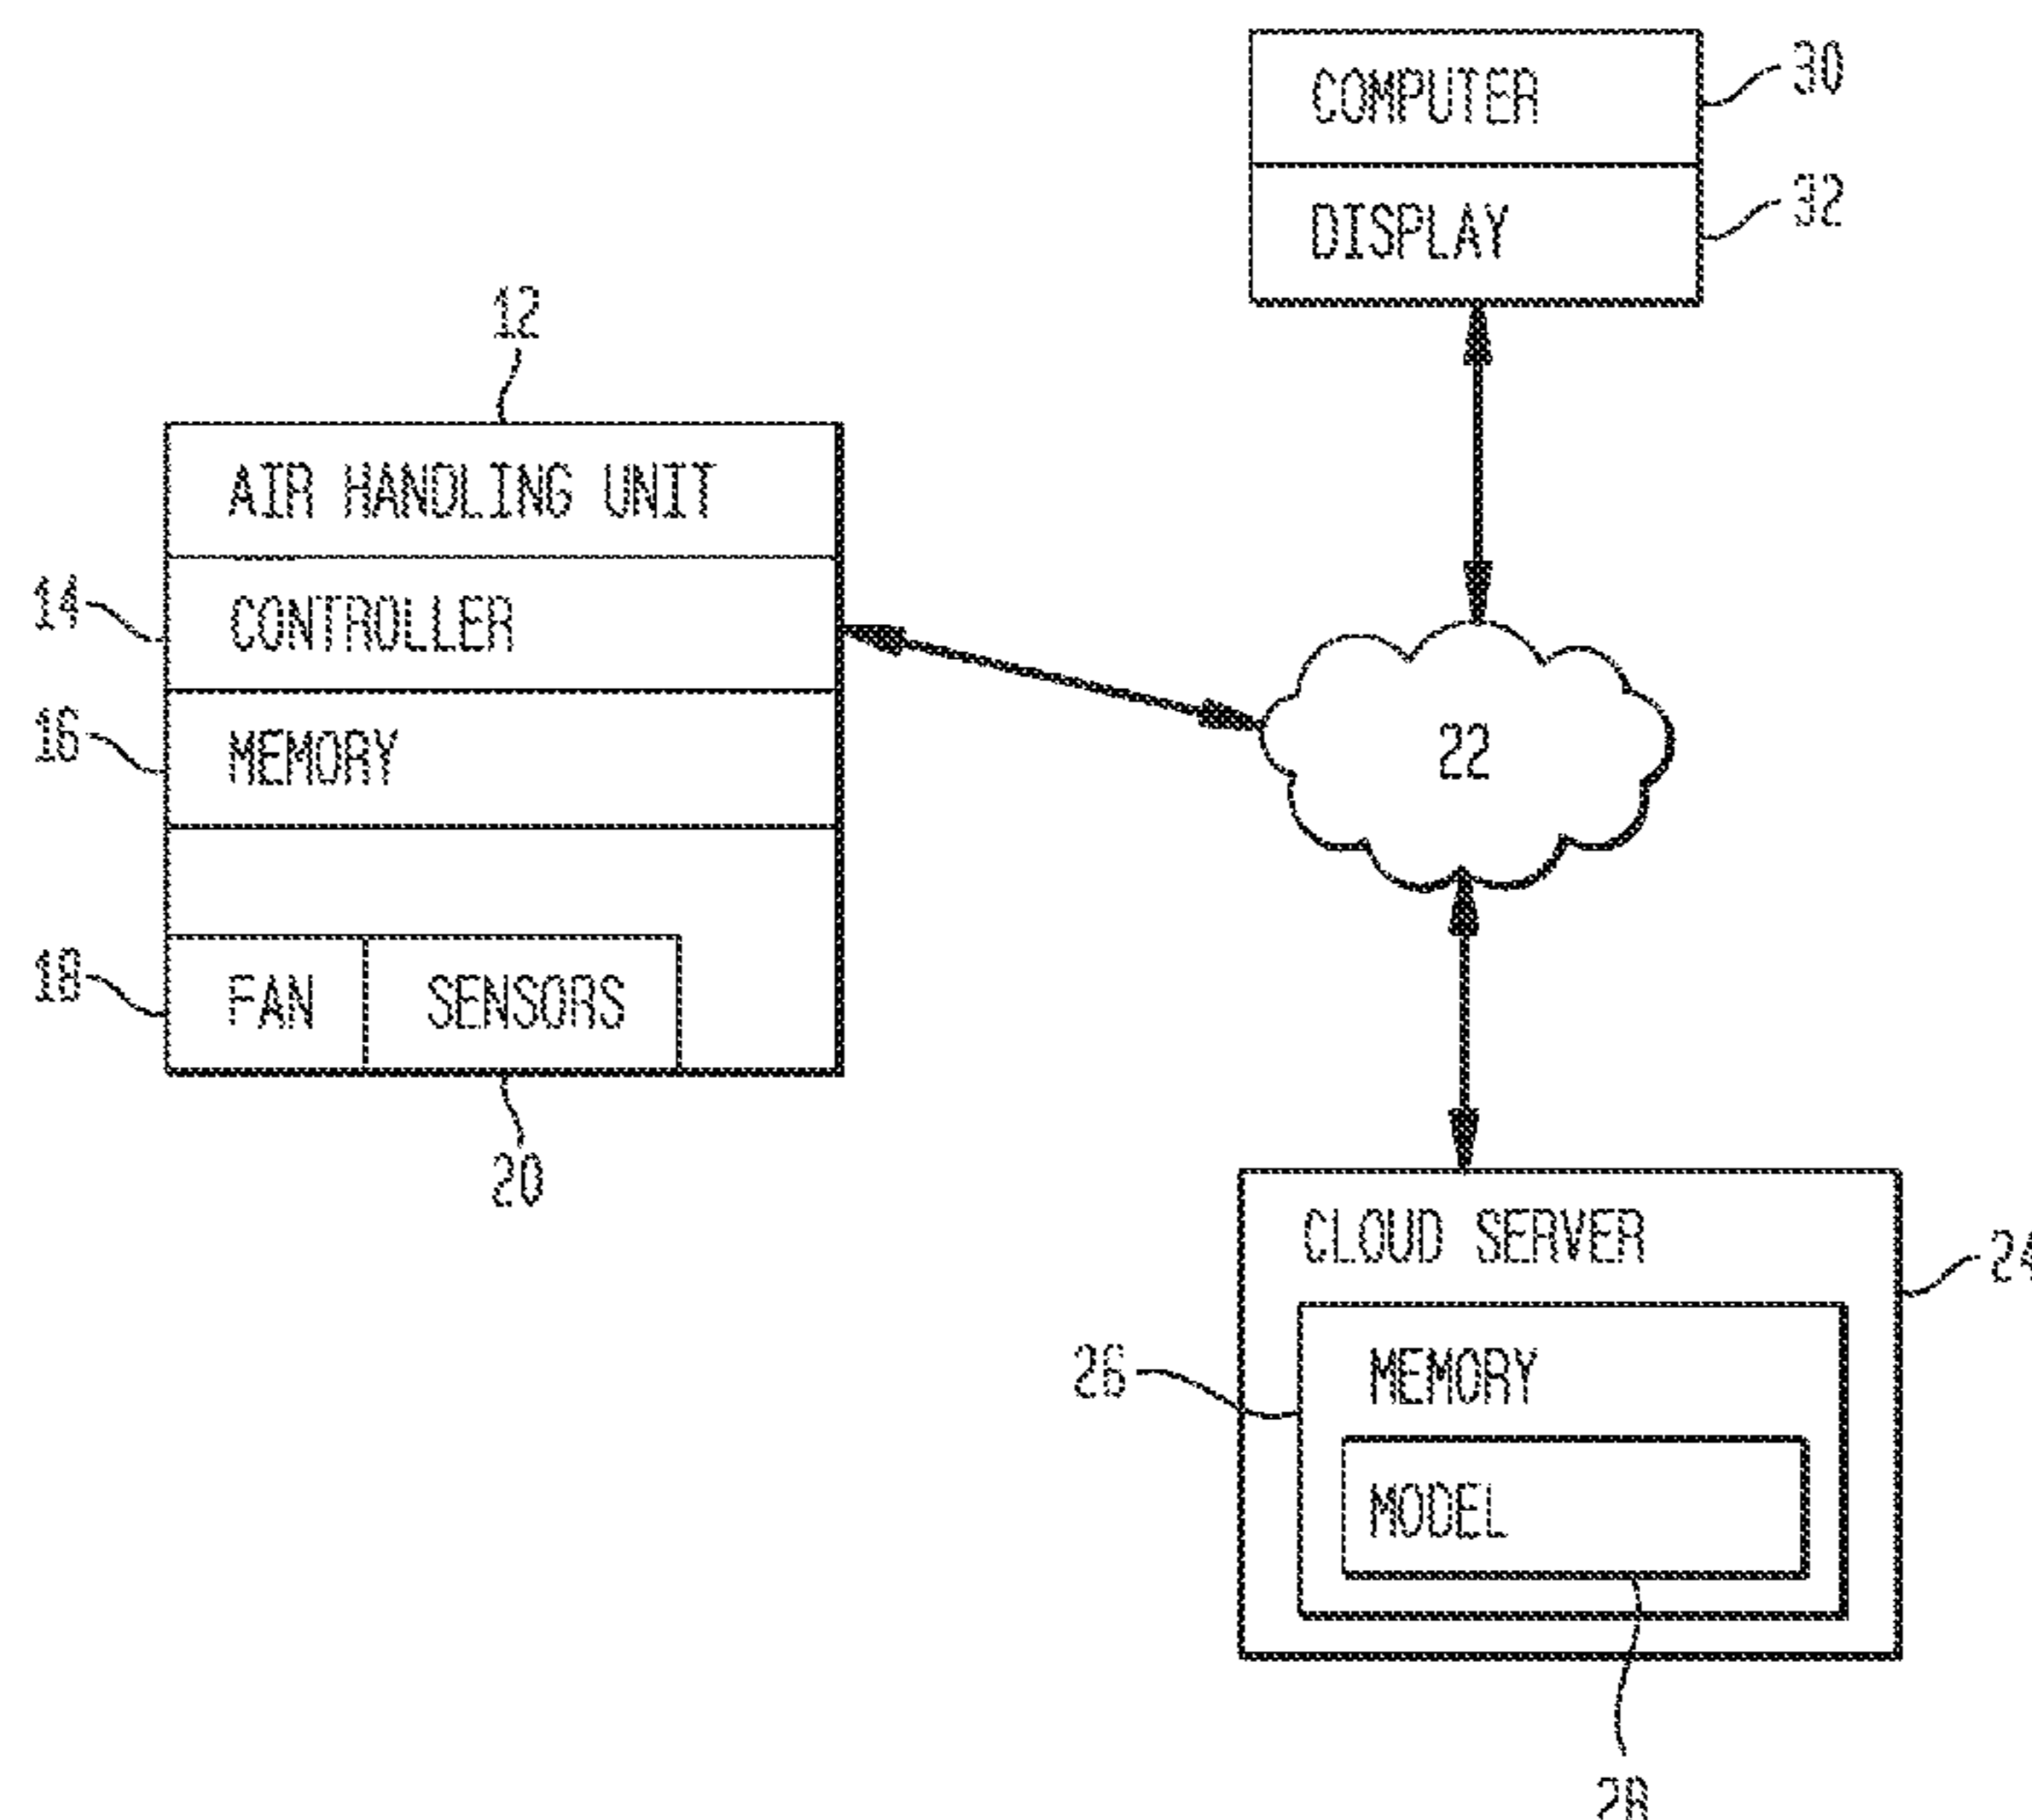 COMPUTER
30
DISPLAY
32
12
AIR HANDLING UNIT
14
CONTROLLER
16
MEMORY
22
18
FAN
SENSORS
20
CLOUD SERVER
24
26
MEMORY
MODEL
28